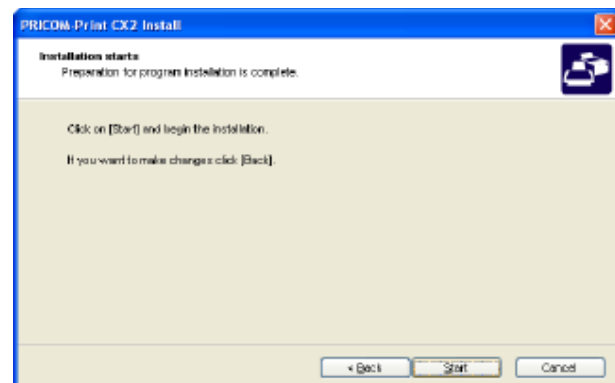 PRICOM-Print CX2 Install
Installation starts
Preparation for program installation is complete.
Click on [Start] and begin the installation.
If you want to make changes click [Back].
< Back
Start
Cancel